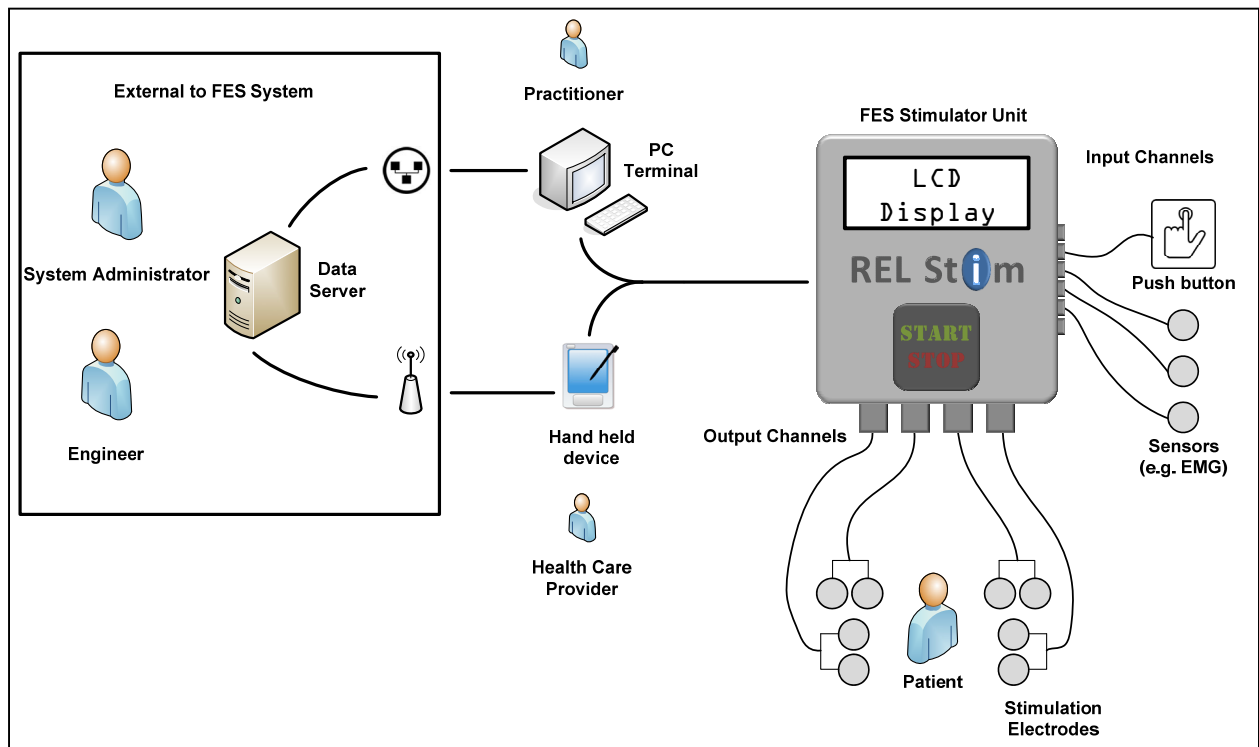 External to FES System
System Administrator
Engineer
Data
Server
Practitioner
PC
Terminal
Hand held
device
Health Care
Provider
FES Stimulator Unit
LCD
Display
REL Stim
START
STOP
Input Channels
Push button
Sensors
(e.g. EMG)
Output Channels
Patient
Stimulation
Electrodes